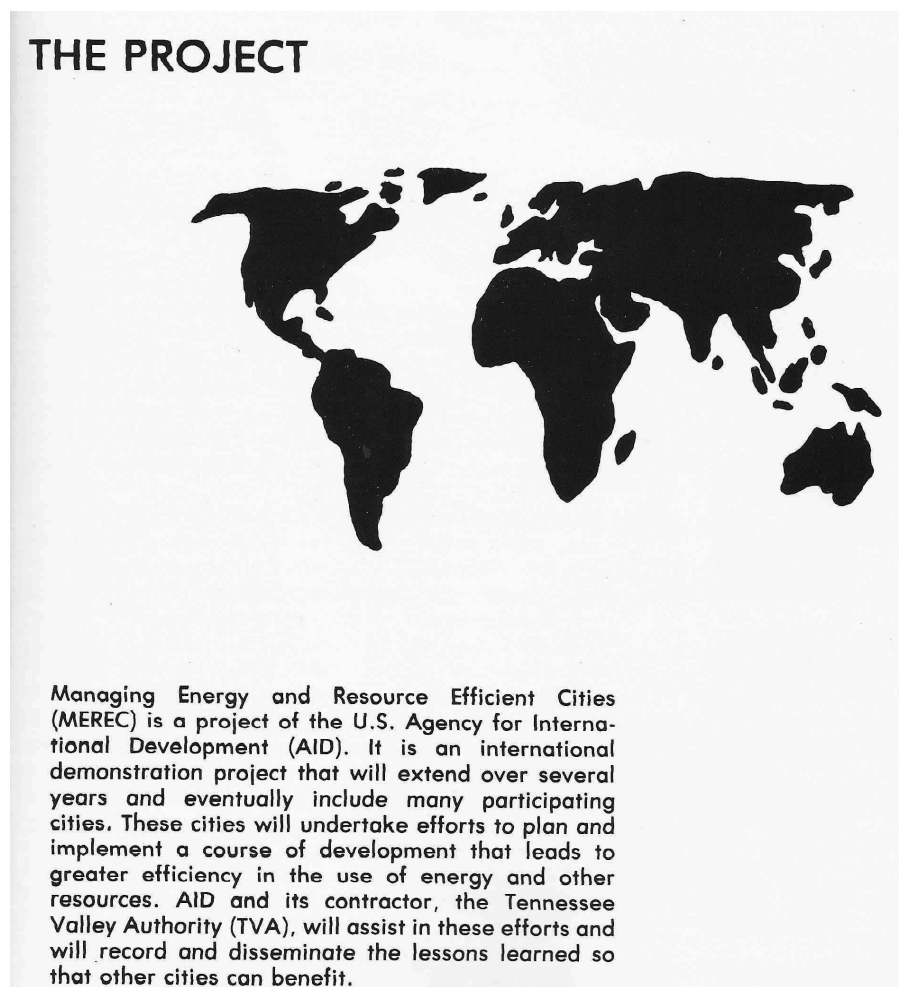 THE PROJECT
Managing Energy and Resource Efficient Cities
(MEREC) is a project of the U.S. Agency for Interna-
tional Development (AID). It is an international
demonstration project that will extend over several
years and eventually include many participating
cities. These cities will undertake efforts to plan and
implement a course of development that leads to
greater efficiency in the use of energy and other
resources. AID and its contractor, the Tennessee
Valley Authority (TVA), will assist in these efforts and
will record and disseminate the lessons learned so
that other cities can benefit.